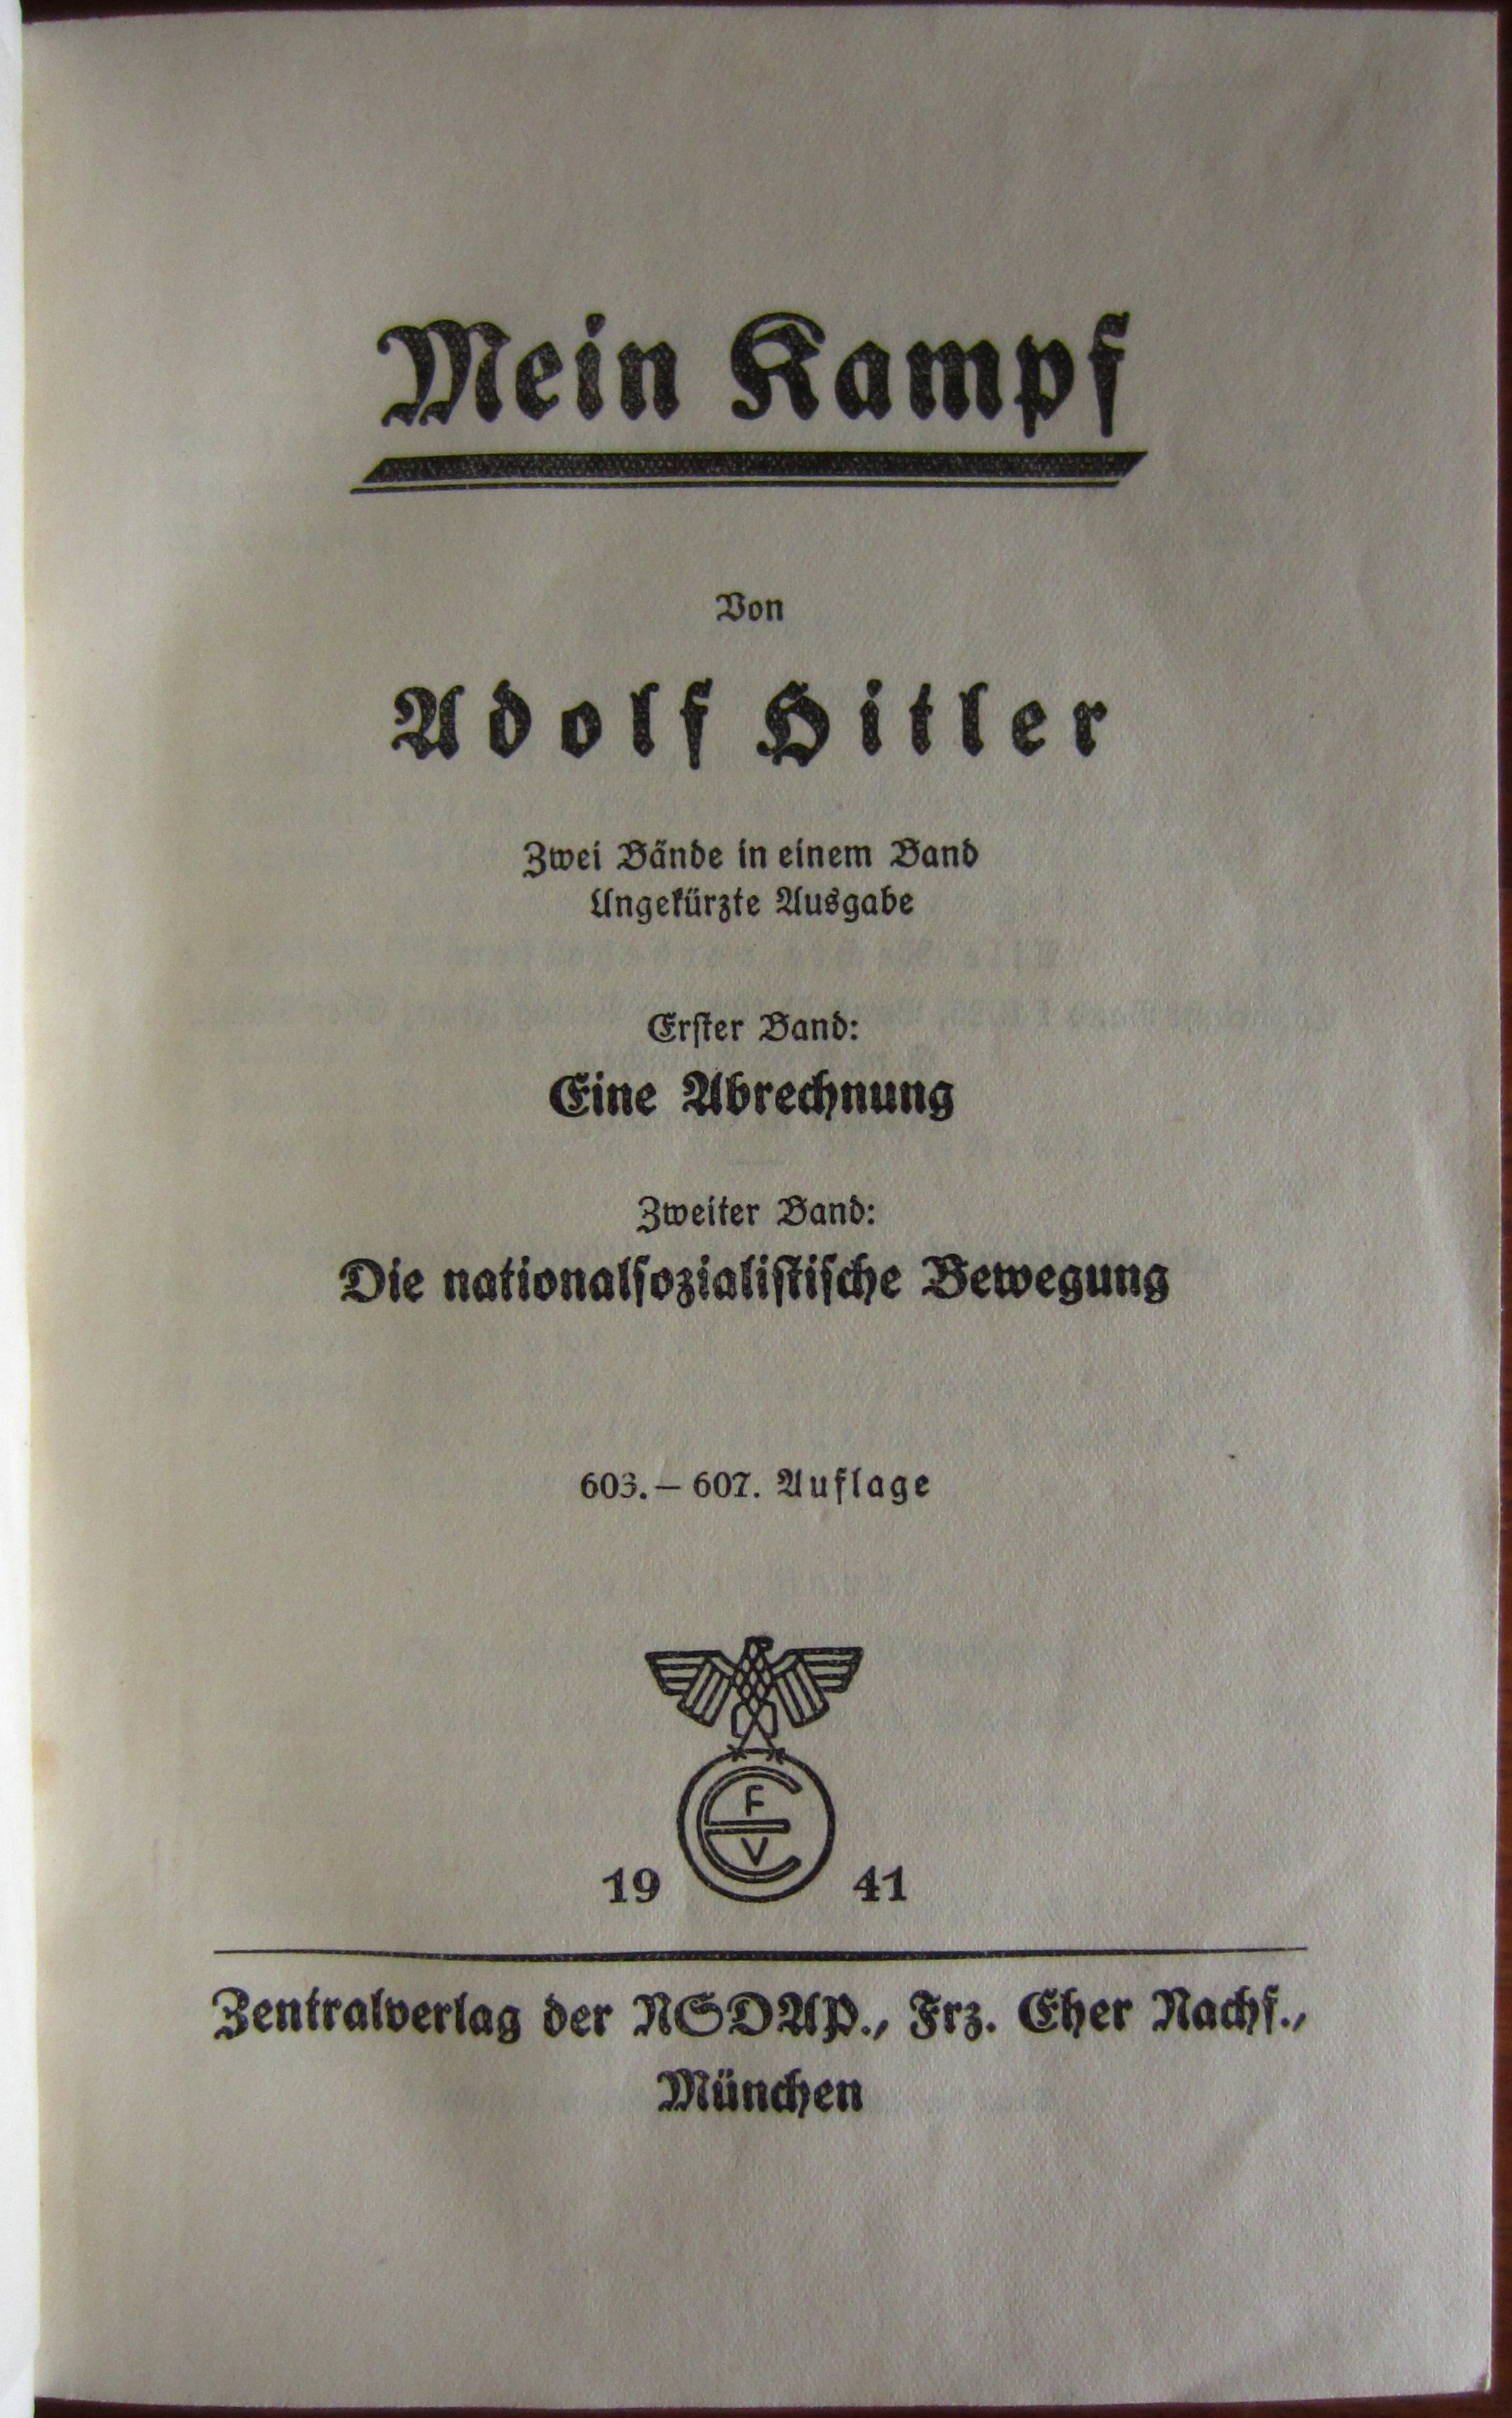 Mein Kampf
Von
Adolf Hitler
Zwei Bände in einem Band
Ungekürzte Ausgabe
Erster Band:
Eine Abrechnung
Zweiter Band:
Die nationalsozialistische Bewegung
603.–607. Auflage
F
E
V
19 41
Zentralverlag der NSDAP., Frz. Eher Nachf.,
München